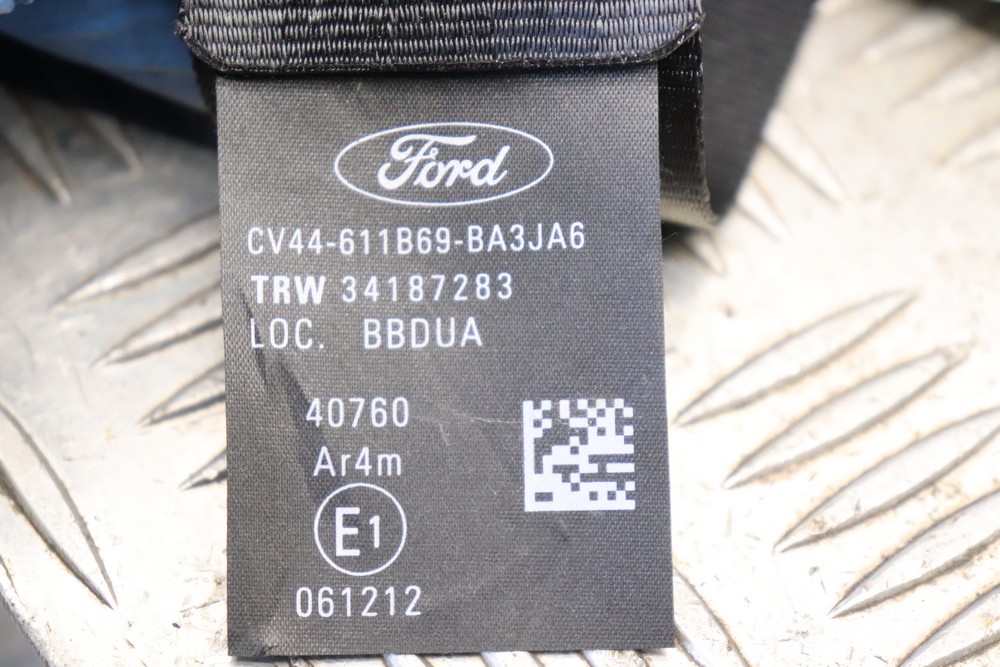 Ford
CV44-611B69-BA3JA6
TRW 34187283
LOC. BBDUA
40760
Ar4m
E1
061212